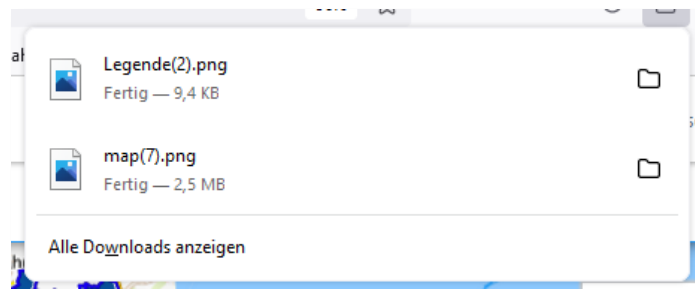 Legende(2).png
Fertig — 9,4 KB
map(7).png
Fertig — 2,5 MB
Alle Downloads anzeigen